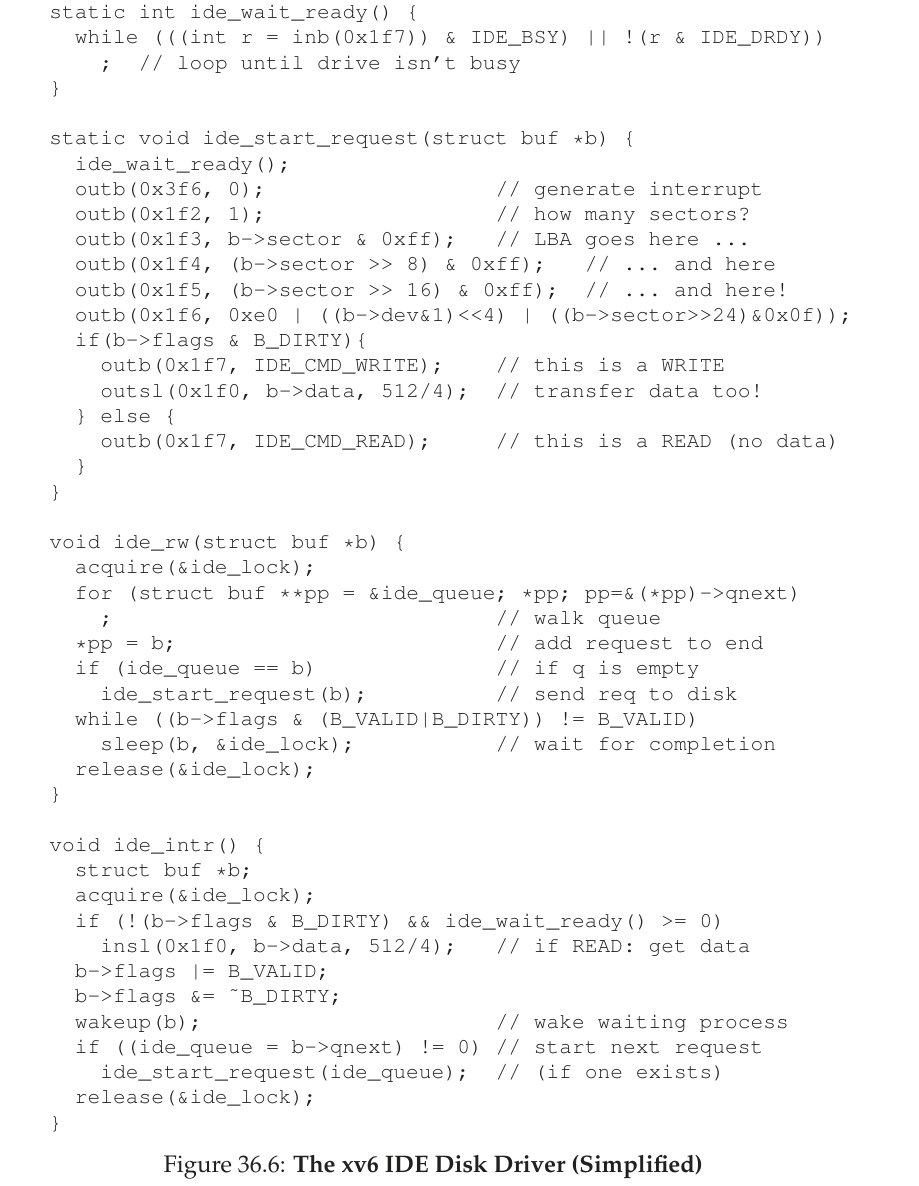 static int ide_wait_ready() {
  while (((int r = inb(0x1f7)) & IDE_BSY) || !(r & IDE_DRDY))
    ;  // loop until drive isn't busy
}

static void ide_start_request(struct buf *b) {
  ide_wait_ready();
  outb(0x3f6, 0);                  // generate interrupt
  outb(0x1f2, 1);                  // how many sectors?
  outb(0x1f3, b->sector & 0xff);   // LBA goes here ...
  outb(0x1f4, (b->sector >> 8) & 0xff);   // ... and here
  outb(0x1f5, (b->sector >> 16) & 0xff);  // ... and here!
  outb(0x1f6, 0xe0 | ((b->dev&1)<<4) | ((b->sector>>24)&0x0f));
  if(b->flags & B_DIRTY){
    outb(0x1f7, IDE_CMD_WRITE);    // this is a WRITE
    outsl(0x1f0, b->data, 512/4);  // transfer data too!
  } else {
    outb(0x1f7, IDE_CMD_READ);     // this is a READ (no data)
  }
}

void ide_rw(struct buf *b) {
  acquire(&ide_lock);
  for (struct buf **pp = &ide_queue; *pp; pp=&(*pp)->qnext)
    ;                              // walk queue
  *pp = b;                         // add request to end
  if (ide_queue == b)              // if q is empty
    ide_start_request(b);          // send req to disk
  while ((b->flags & (B_VALID|B_DIRTY)) != B_VALID)
    sleep(b, &ide_lock);           // wait for completion
  release(&ide_lock);
}

void ide_intr() {
  struct buf *b;
  acquire(&ide_lock);
  if (!(b->flags & B_DIRTY) && ide_wait_ready() >= 0)
    insl(0x1f0, b->data, 512/4);   // if READ: get data
  b->flags |= B_VALID;
  b->flags &= ˜B_DIRTY;
  wakeup(b);                       // wake waiting process
  if ((ide_queue = b->qnext) != 0) // start next request
    ide_start_request(ide_queue);  // (if one exists)
  release(&ide_lock);
}
Figure 36.6: The xv6 IDE Disk Driver (Simplified)